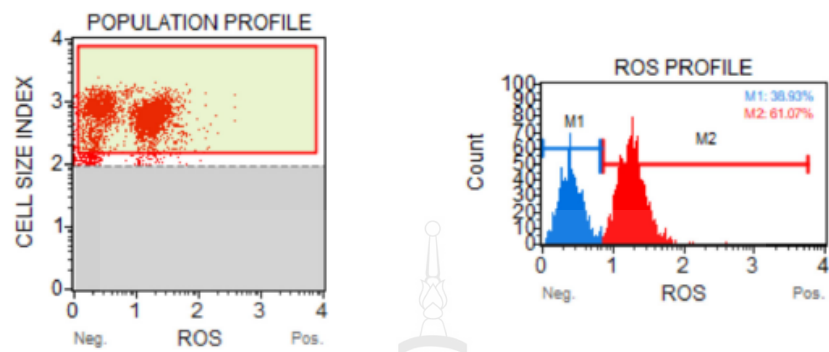 POPULATION PROFILE
CELL SIZE INDEX
4
3
2
1
0
0 1 2 3 4
Neg. ROS Pos.
ROS PROFILE
M1: 38.93%
M2: 61.07%
M1
M2
Count
100
90
80
70
60
50
40
30
20
10
0
0 1 2 3 4
Neg. ROS Pos.